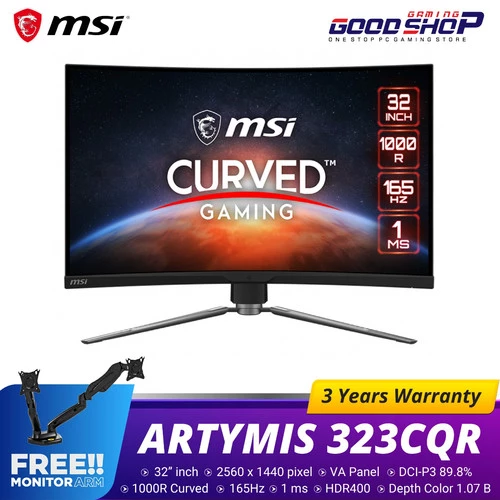 msi
GAMING
GOOD SHOP
ONE STOP PC GAMING STORE
msi
CURVED™
GAMING
32
INCH
1000
R
165
HZ
1
MS
msi
3 Years Warranty
FREE!!
MONITOR ARM
ARTYMIS 323CQR
32" inch 2560 x 1440 pixel VA Panel DCI-P3 89.8%
1000R Curved 165Hz 1 ms HDR400 Depth Color 1.07 B